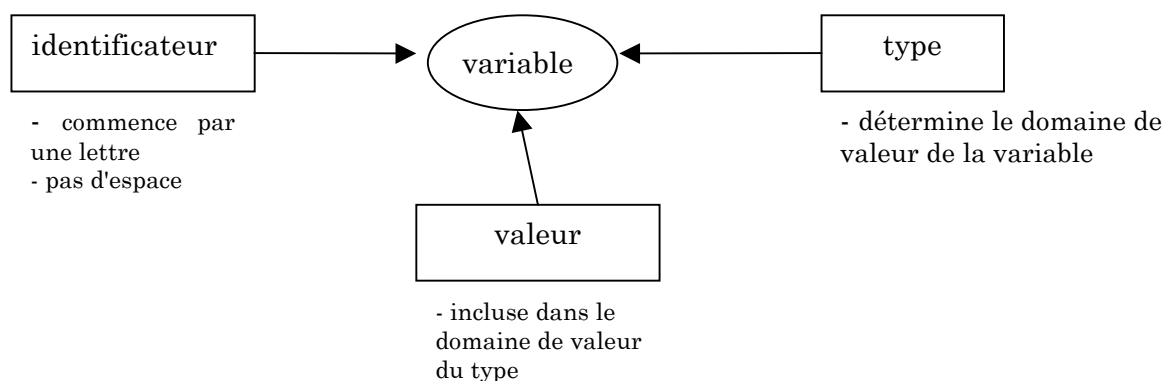 identificateur
variable
type
- commence par
une lettre
- pas d'espace
- détermine le domaine de
valeur de la variable
valeur
- incluse dans le
domaine de valeur
du type